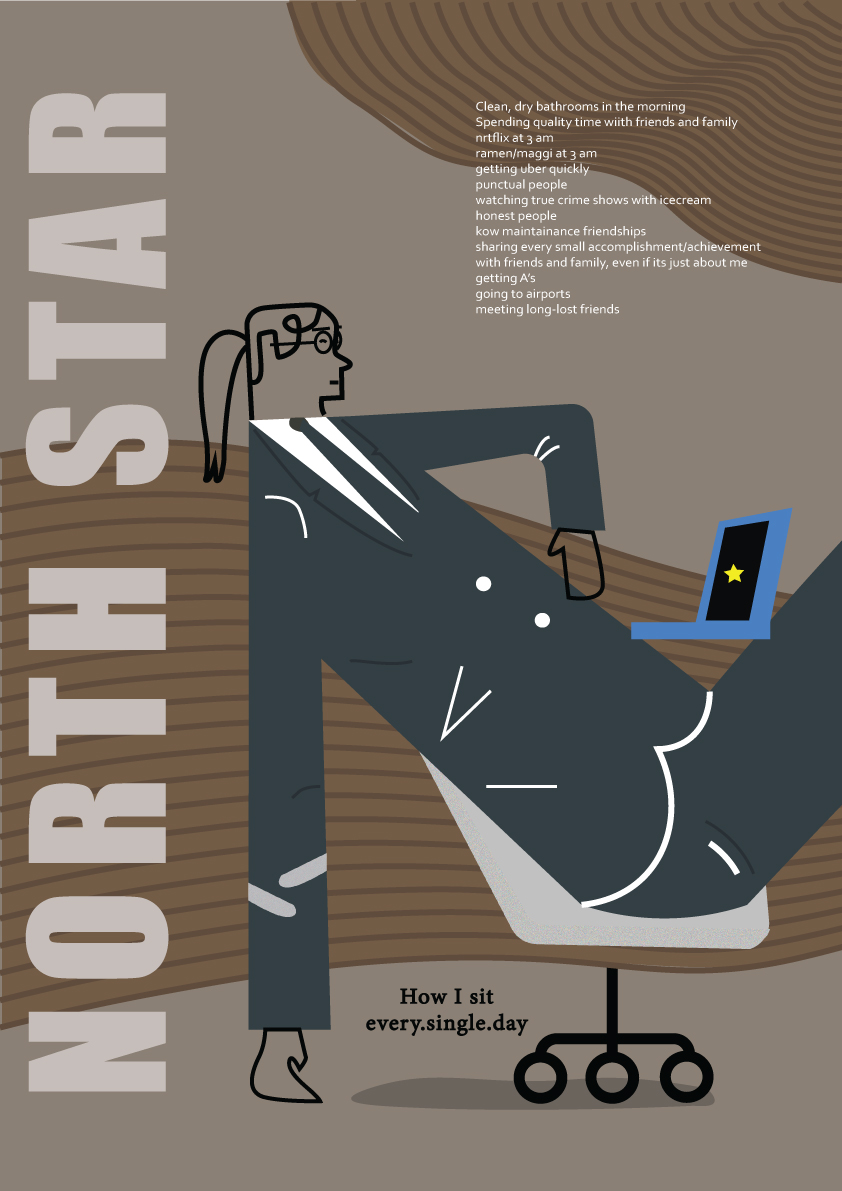 NORTH STAR
Clean, dry bathrooms in the morning
Spending quality time wiith friends and family
nrtflix at 3 am
ramen/maggi at 3 am
getting uber quickly
punctual people
watching true crime shows with icecream
honest people
kow maintainance friendships
sharing every small accomplishment/achievement
with friends and family, even if its just about me
getting A's
going to airports
meeting long-lost friends
How I sit
every.single.day